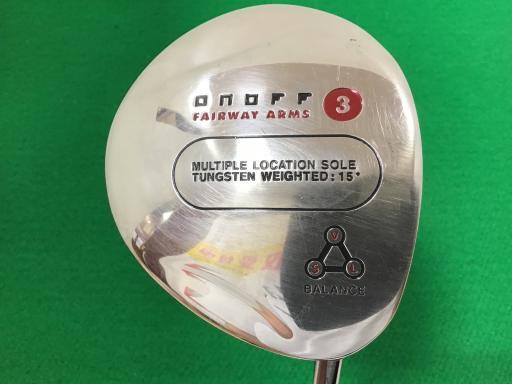 ONOFF 3
FAIRWAY ARMS
MULTIPLE LOCATION SOLE
TUNGSTEN WEIGHTED: 15°
V
S L
BALANCE